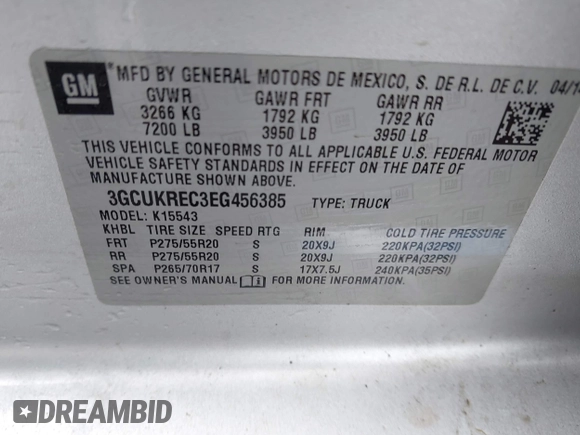 GM *MFD BY GENERAL MOTORS DE MEXICO, S. DE R.L. DE C.V.
GVWR GAWR FRT GAWR RR
3266 KG 1792 KG 1792 KG
7200 LB 3950 LB 3950 LB
THIS VEHICLE CONFORMS TO ALL APPLICABLE U.S. FEDERAL MOTOR
VEHICLE SAFETY STANDARDS IN EFFECT ON THE DATE OF
MANUFACTURE SHOWN ABOVE.
3GCUKREC3EG456385 TYPE: TRUCK
MODEL: K15543
KHBL TIRE SIZE SPEED RTG RIM COLD TIRE PRESSURE
FRT P275/55R20 S 20X9J 220KPA(32PSI)
RR P275/55R20 S 20X9J 220KPA(32PSI)
SPA P265/70R17 S 17X7.5J 240KPA(35PSI)
SEE OWNER'S MANUAL FOR MORE INFORMATION.
DREAMBID